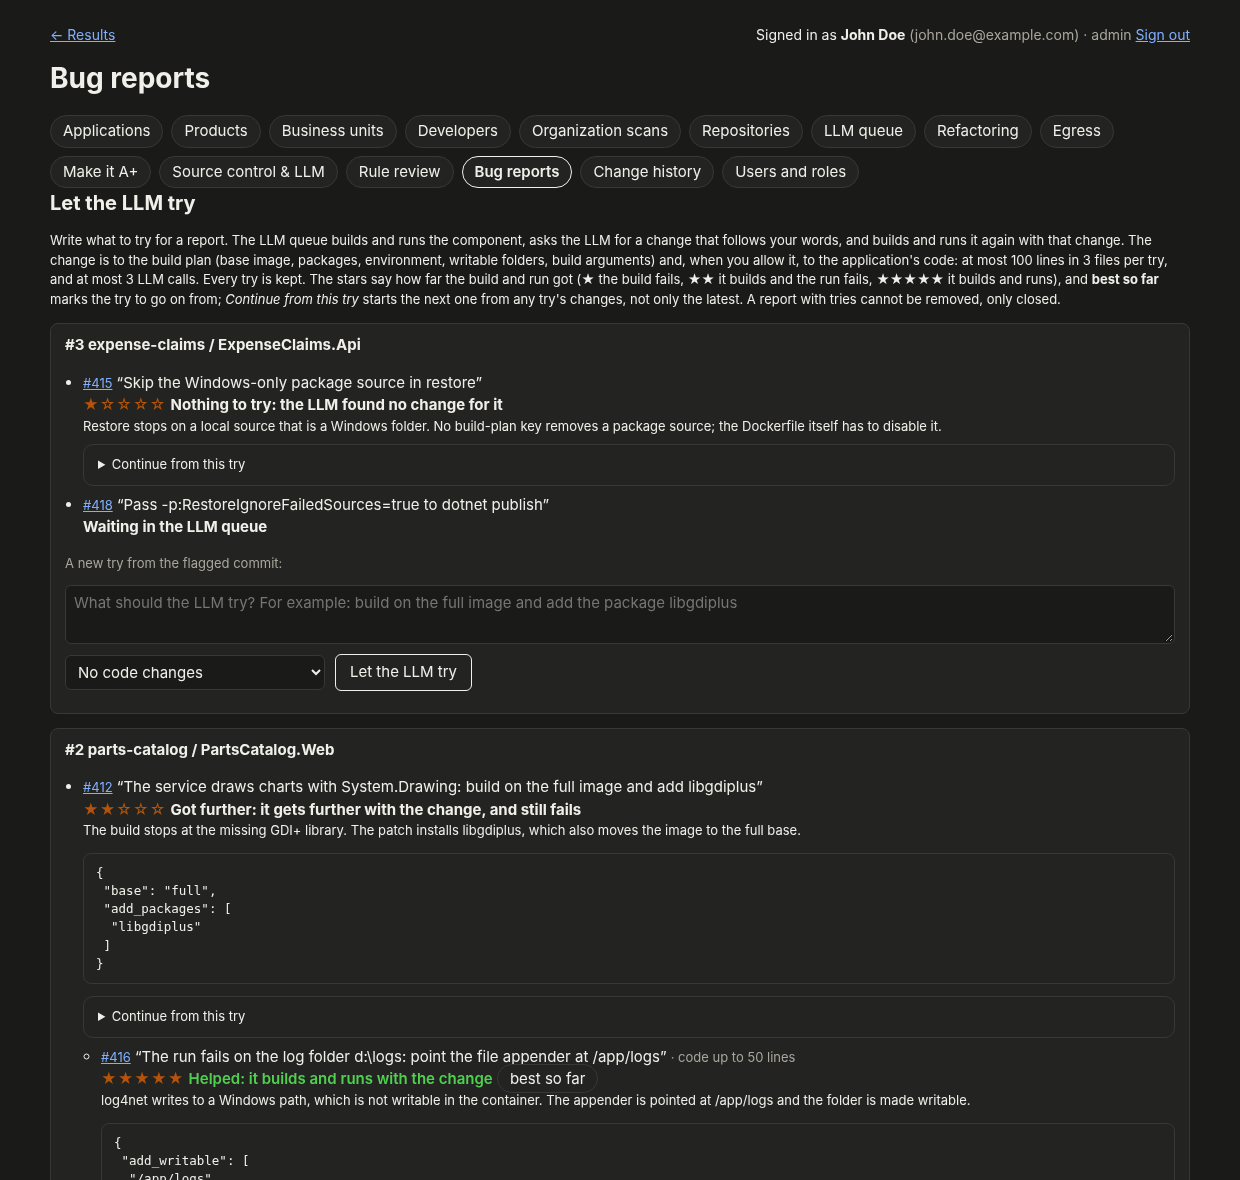 ← Results
Signed in as John Doe (john.doe@example.com) · admin Sign out
Bug reports
Applications Products Business units Developers Organization scans Repositories LLM queue Refactoring Egress
Make it A+ Source control & LLM Rule review Bug reports Change history Users and roles
Let the LLM try
Write what to try for a report. The LLM queue builds and runs the component, asks the LLM for a change that follows your words, and builds and runs it again with that change. The
change is to the build plan (base image, packages, environment, writable folders, build arguments) and, when you allow it, to the application's code: at most 100 lines in 3 files per try,
and at most 3 LLM calls. Every try is kept. The stars say how far the build and run got (★ the build fails, ★★ it builds and the run fails, ★★★★★ it builds and runs), and best so far
marks the try to go on from; Continue from this try starts the next one from any try's changes, not only the latest. A report with tries cannot be removed, only closed.
#3 expense-claims / ExpenseClaims.Api
• #415 “Skip the Windows-only package source in restore”
★☆☆☆☆ Nothing to try: the LLM found no change for it
Restore stops on a local source that is a Windows folder. No build-plan key removes a package source; the Dockerfile itself has to disable it.
▶ Continue from this try
• #418 “Pass -p:RestoreIgnoreFailedSources=true to dotnet publish”
Waiting in the LLM queue
A new try from the flagged commit:
What should the LLM try? For example: build on the full image and add the package libgdiplus
No code changes Let the LLM try
#2 parts-catalog / PartsCatalog.Web
• #412 “The service draws charts with System.Drawing: build on the full image and add libgdiplus”
★★☆☆☆ Got further: it gets further with the change, and still fails
The build stops at the missing GDI+ library. The patch installs libgdiplus, which also moves the image to the full base.
{
"base": "full",
"add_packages": [
"libgdiplus"
]
}
▶ Continue from this try
◦ #416 “The run fails on the log folder d:\logs: point the file appender at /app/logs” · code up to 50 lines
★★★★★ Helped: it builds and runs with the change best so far
log4net writes to a Windows path, which is not writable in the container. The appender is pointed at /app/logs and the folder is made writable.
{
"add_writable": [
"/app/logs"